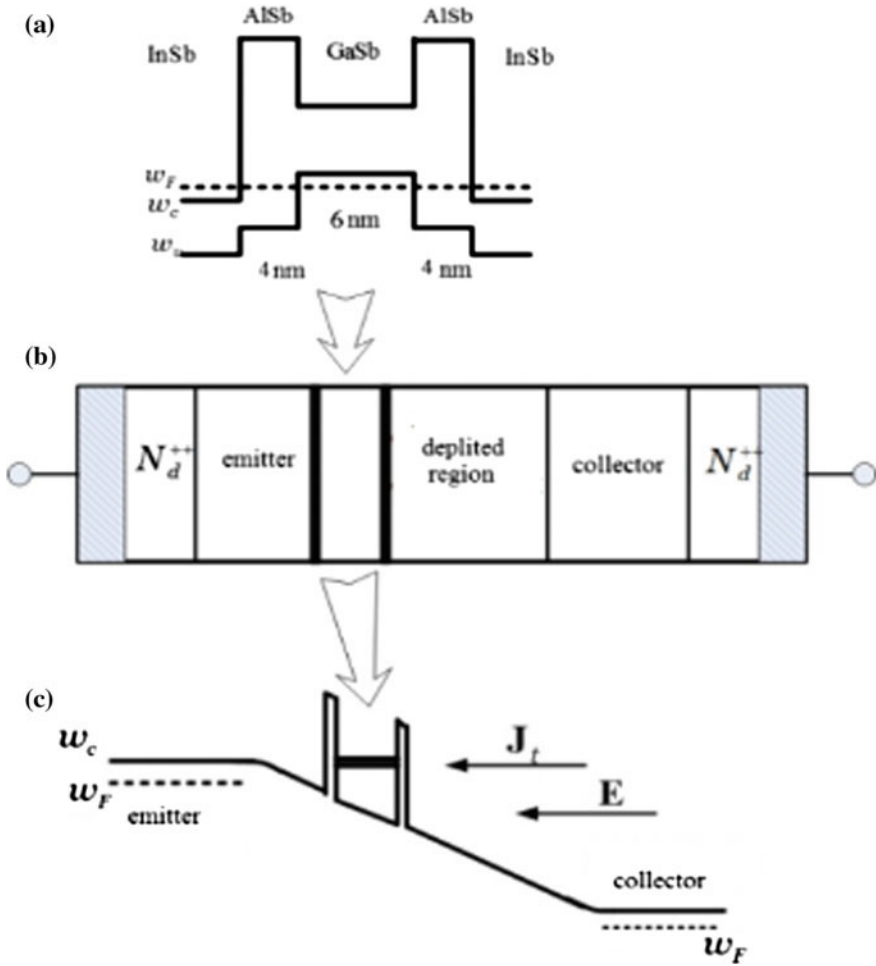 (a)
AlSb AlSb
InSb GaSb InSb
w_F
w_c
w_v
6 nm
4 nm 4 nm
(b)
N_d^++ emitter deplited region collector N_d^++
(c)
w_c
w_F
emitter
J_t
E
collector
w_F